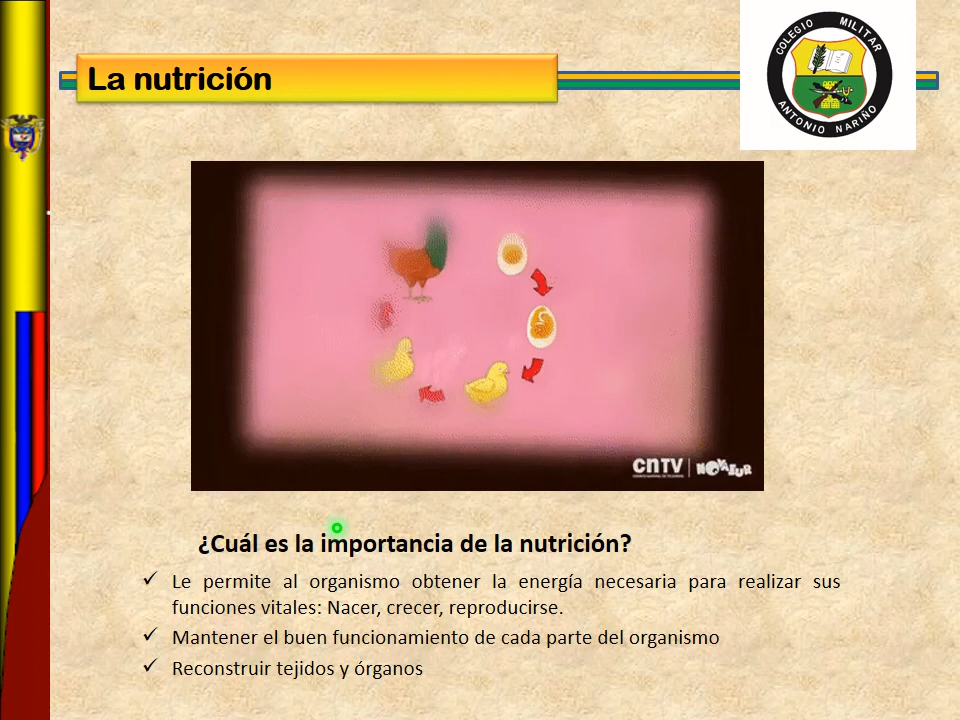 La nutrición
COLEGIO MILITAR
ANTONIO NARIÑO
CNTV
NOVASUR
¿Cuál es la importancia de la nutrición?
Le permite al organismo obtener la energía necesaria para realizar sus
funciones vitales: Nacer, crecer, reproducirse.
Mantener el buen funcionamiento de cada parte del organismo
Reconstruir tejidos y órganos